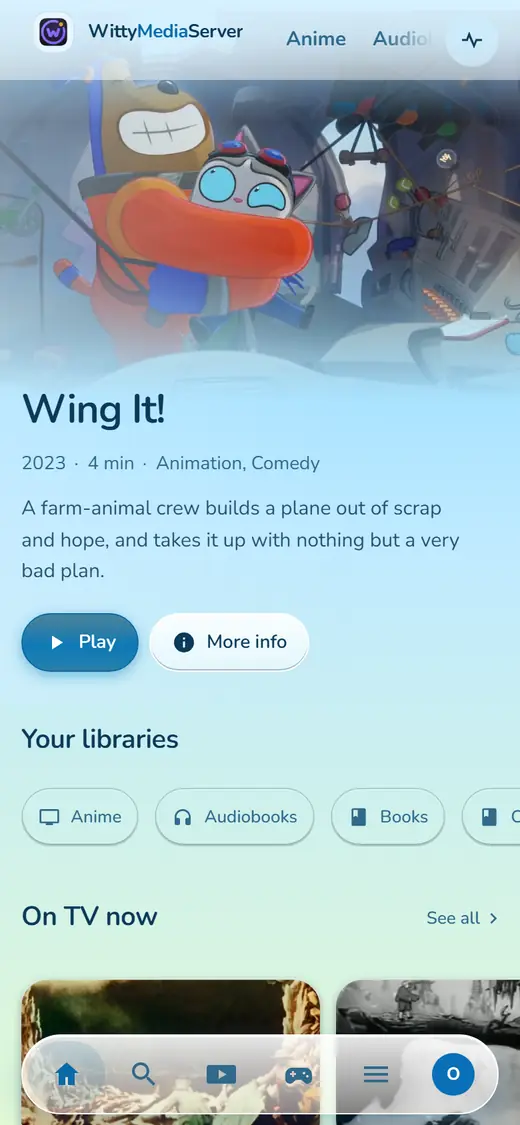 WittyMediaServer
Anime
Wing It!
2023 · 4 min · Animation, Comedy
A farm-animal crew builds a plane out of scrap
and hope, and takes it up with nothing but a very
bad plan.
Play
More info
Your libraries
Anime
Audiobooks
Books
On TV now
See all
O